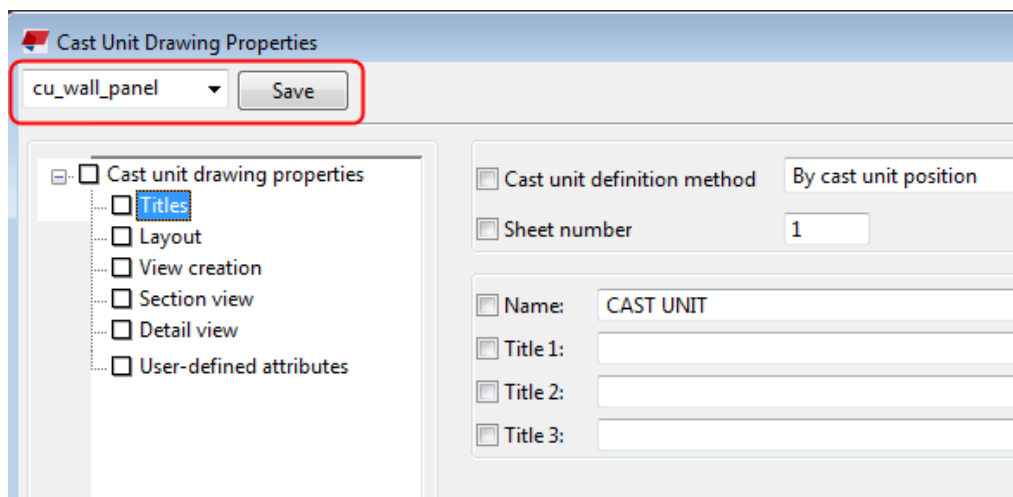 Cast Unit Drawing Properties
cu_wall_panel Save
Cast unit drawing properties
Titles
Layout
View creation
Section view
Detail view
User-defined attributes
Cast unit definition method By cast unit position
Sheet number 1
Name: CAST UNIT
Title 1:
Title 2:
Title 3: